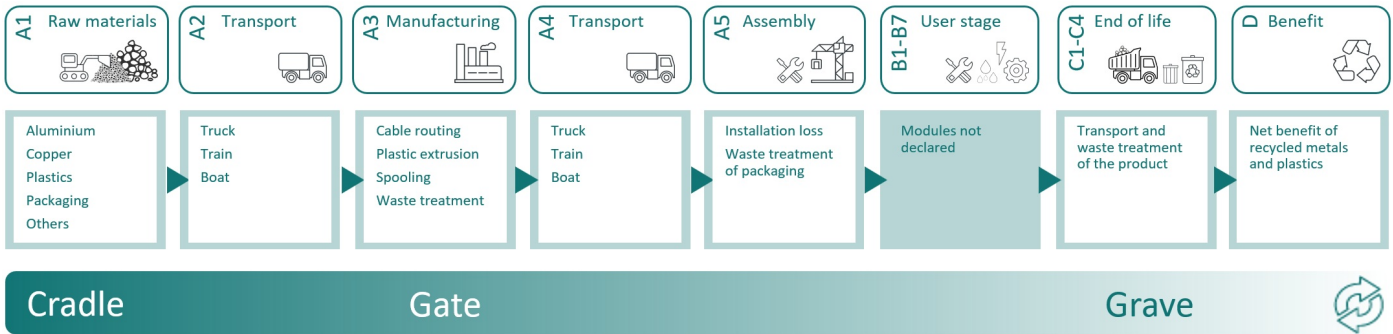 A1 Raw materials
A2 Transport
A3 Manufacturing
A4 Transport
A5 Assembly
B1-B7 User stage
C1-C4 End of life
D Benefit
Aluminium
Copper
Plastics
Packaging
Others
Truck
Train
Boat
Cable routing
Plastic extrusion
Spooling
Waste treatment
Truck
Train
Boat
Installation loss
Waste treatment
of packaging
Modules not
declared
Transport and
waste treatment
of the product
Net benefit of
recycled metals
and plastics
Cradle
Gate
Grave